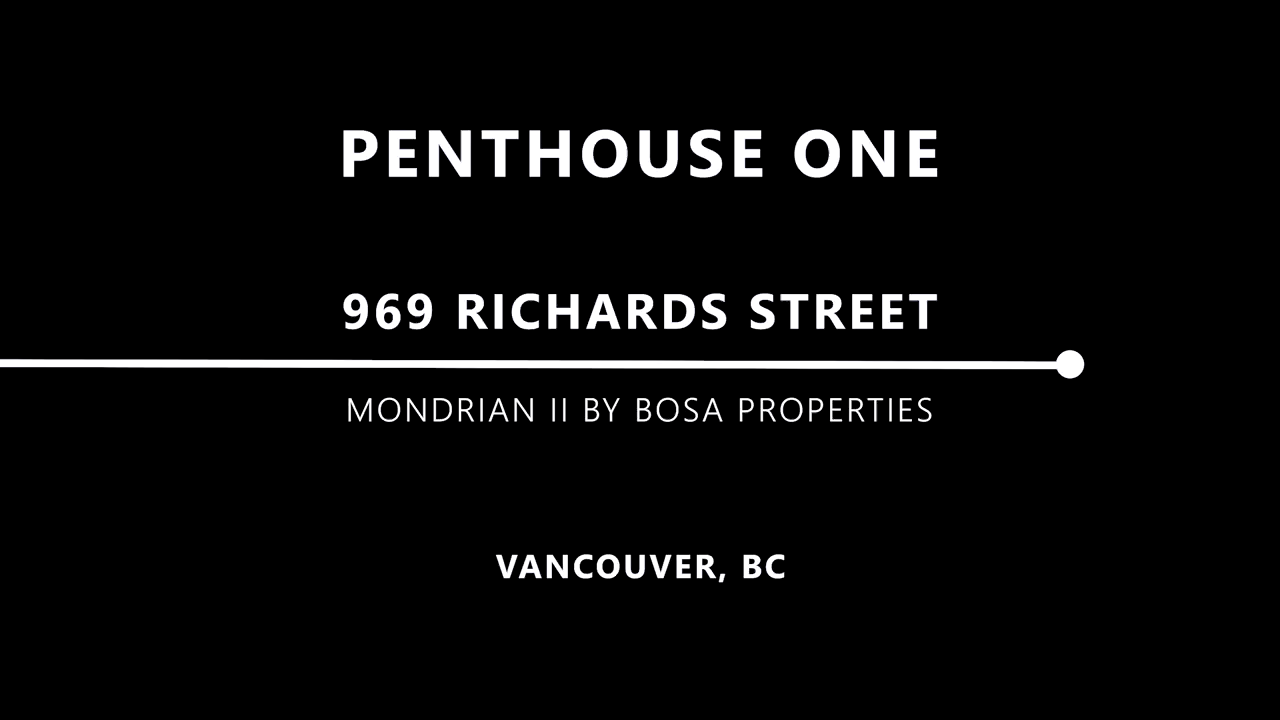 PENTHOUSE ONE
969 RICHARDS STREET
MONDRIAN II BY BOSA PROPERTIES
VANCOUVER, BC